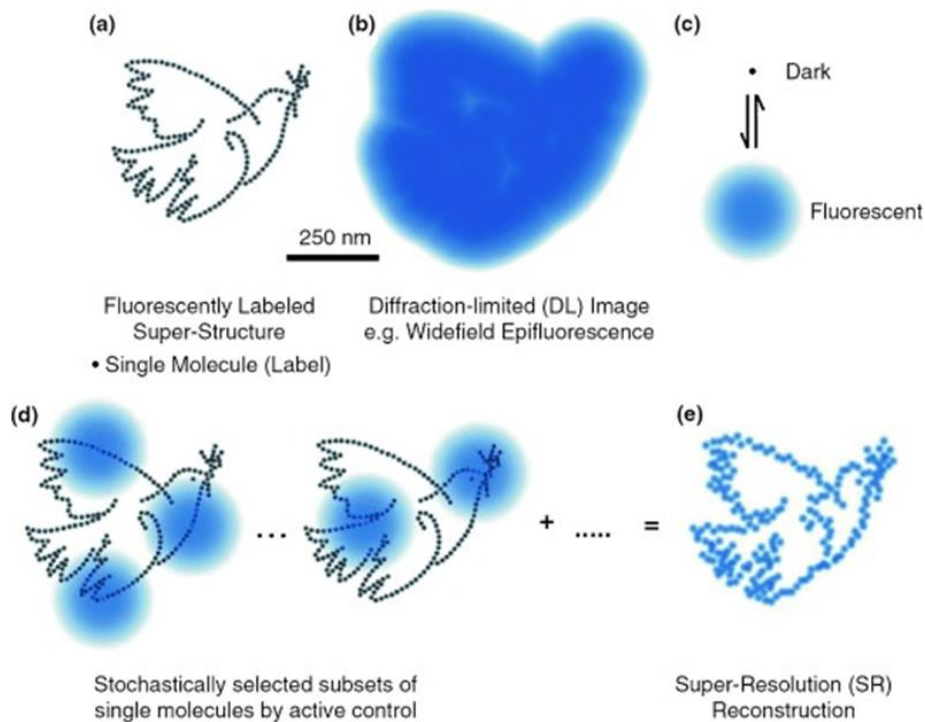 (a)
(b)
(c)
Dark
Fluorescent
250 nm
Fluorescently Labeled
Super-Structure
• Single Molecule (Label)
Diffraction-limited (DL) Image
e.g. Widefield Epifluorescence
(d)
(e)
... + ..... =
Stochastically selected subsets of
single molecules by active control
Super-Resolution (SR)
Reconstruction